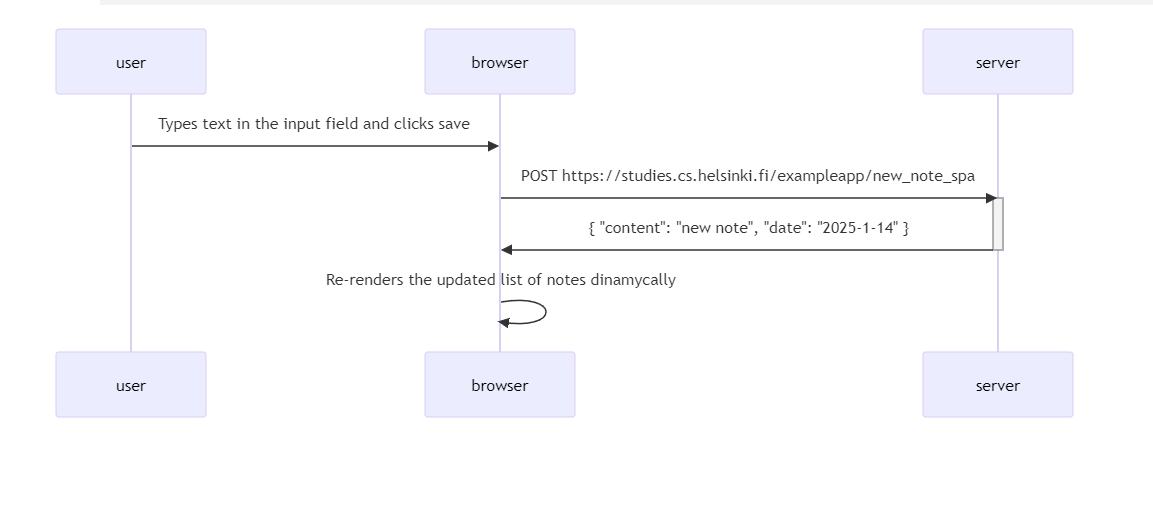 user browser server
Types text in the input field and clicks save
POST https://studies.cs.helsinki.fi/exampleapp/new_note_spa
{ "content": "new note", "date": "2025-1-14" }
Re-renders the updated list of notes dinamycally
user browser server